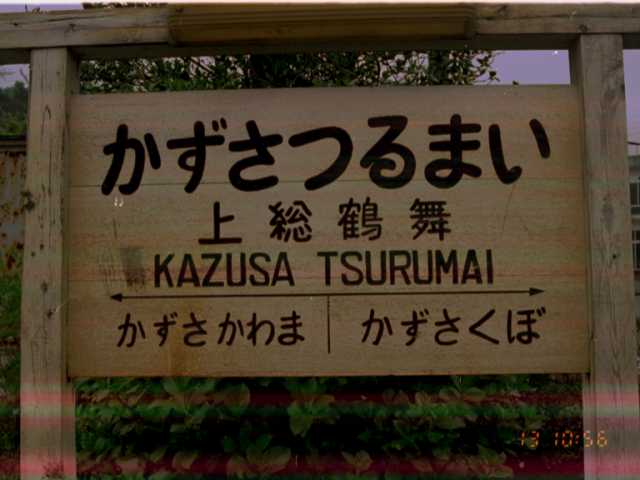 かずさつるまい
上総鶴舞
KAZUSA TSURUMAI
かずさかわま かずさくぼ
13 10:56